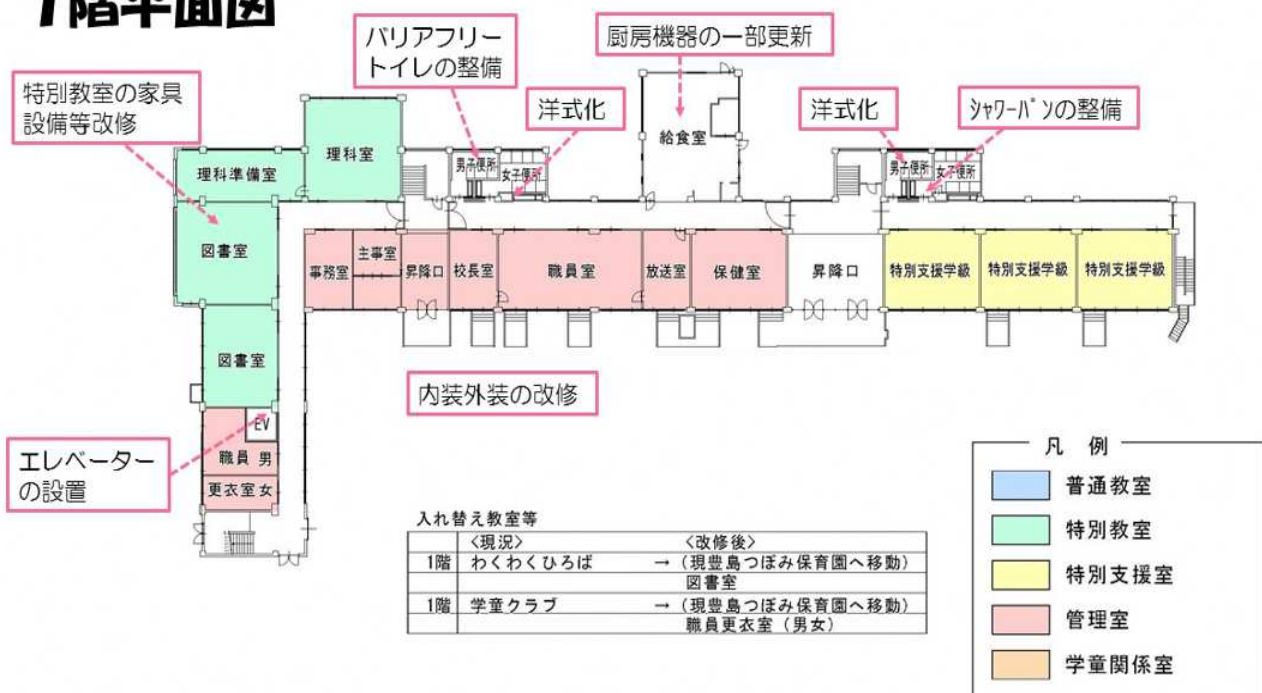 1階平面図
バリアフリー
トイレの整備
厨房機器の一部更新
特別教室の家具
設備等改修
洋式化
洋式化
シャワーパンの整備
給食室
理科室
男子便所
女子便所
男子便所
女子便所
理科準備室
図書室
事務室
主事室
昇降口
校長室
職員室
放送室
保健室
昇降口
特別支援学級
特別支援学級
特別支援学級
図書室
内装外装の改修
EV
エレベーター
の設置
職員 男
更衣室 女
凡 例
普通教室
特別教室
特別支援室
管理室
学童関係室
入れ替え教室等
〈現況〉 〈改修後〉
1階 わくわくひろば → (現豊島つぼみ保育園へ移動)
図書室
1階 学童クラブ → (現豊島つぼみ保育園へ移動)
職員更衣室（男女）